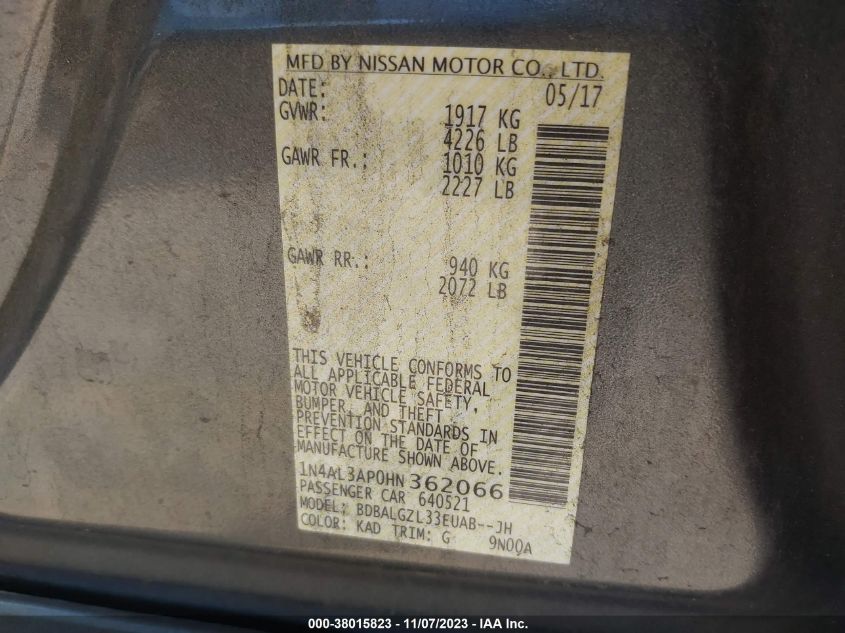 MFD BY NISSAN MOTOR CO., LTD.
DATE: 05/17
GVWR: 1917 KG
4226 LB
GAWR FR.: 1010 KG
2227 LB
GAWR RR.: 940 KG
2072 LB
THIS VEHICLE CONFORMS TO
ALL APPLICABLE FEDERAL
MOTOR VEHICLE SAFETY,
BUMPER, AND THEFT
PREVENTION STANDARDS IN
EFFECT ON THE DATE OF
MANUFACTURE SHOWN ABOVE.
1N4AL3AP0HN362066
PASSENGER CAR 640521
MODEL: BDBALGZL33EUAB--JH
COLOR: KAD TRIM: G 9N00A
000-38015823 - 11/07/2023 - IAA Inc.